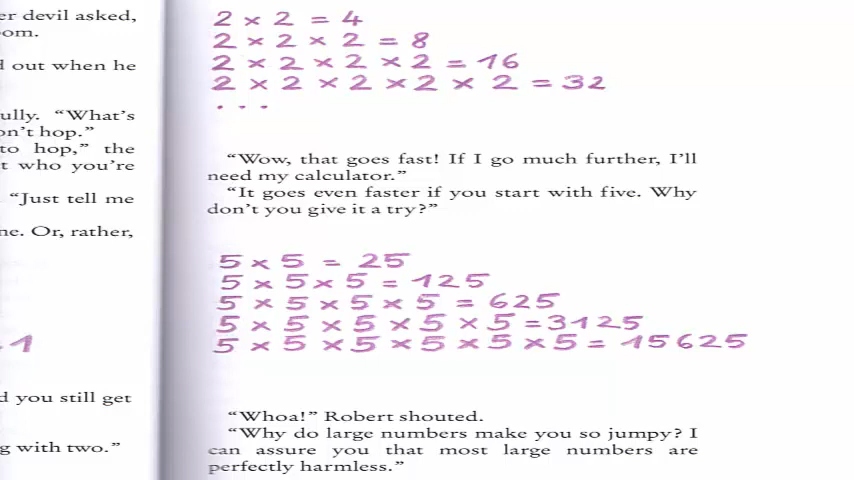 er devil asked,
oom.
d out when he
ully. “What’s
on’t hop.”
to hop,” the
t who you’re
“Just tell me
ne. Or, rather,
1
d you still get
g with two.”
2 × 2 = 4
2 × 2 × 2 = 8
2 × 2 × 2 × 2 = 16
2 × 2 × 2 × 2 × 2 = 32
...
“Wow, that goes fast! If I go much further, I’ll
need my calculator.”
“It goes even faster if you start with five. Why
don’t you give it a try?”
5 × 5 = 25
5 × 5 × 5 = 125
5 × 5 × 5 × 5 = 625
5 × 5 × 5 × 5 × 5 = 3125
5 × 5 × 5 × 5 × 5 × 5 = 15625
“Whoa!” Robert shouted.
“Why do large numbers make you so jumpy? I
can assure you that most large numbers are
perfectly harmless.”